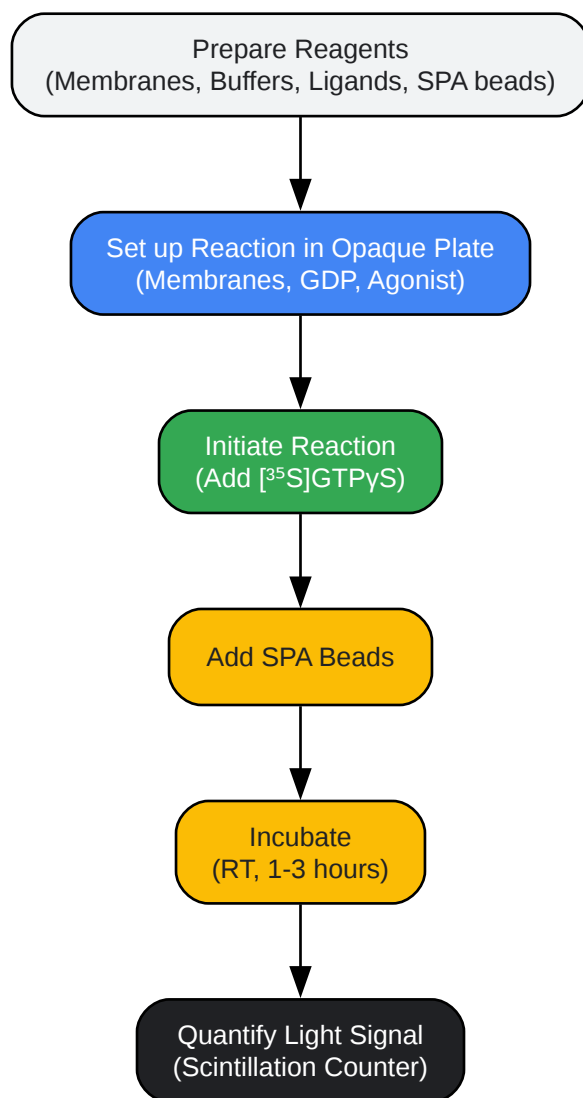 Prepare Reagents
(Membranes, Buffers, Ligands, SPA beads)
Set up Reaction in Opaque Plate
(Membranes, GDP, Agonist)
Initiate Reaction
(Add [³⁵S]GTPγS)
Add SPA Beads
Incubate
(RT, 1-3 hours)
Quantify Light Signal
(Scintillation Counter)